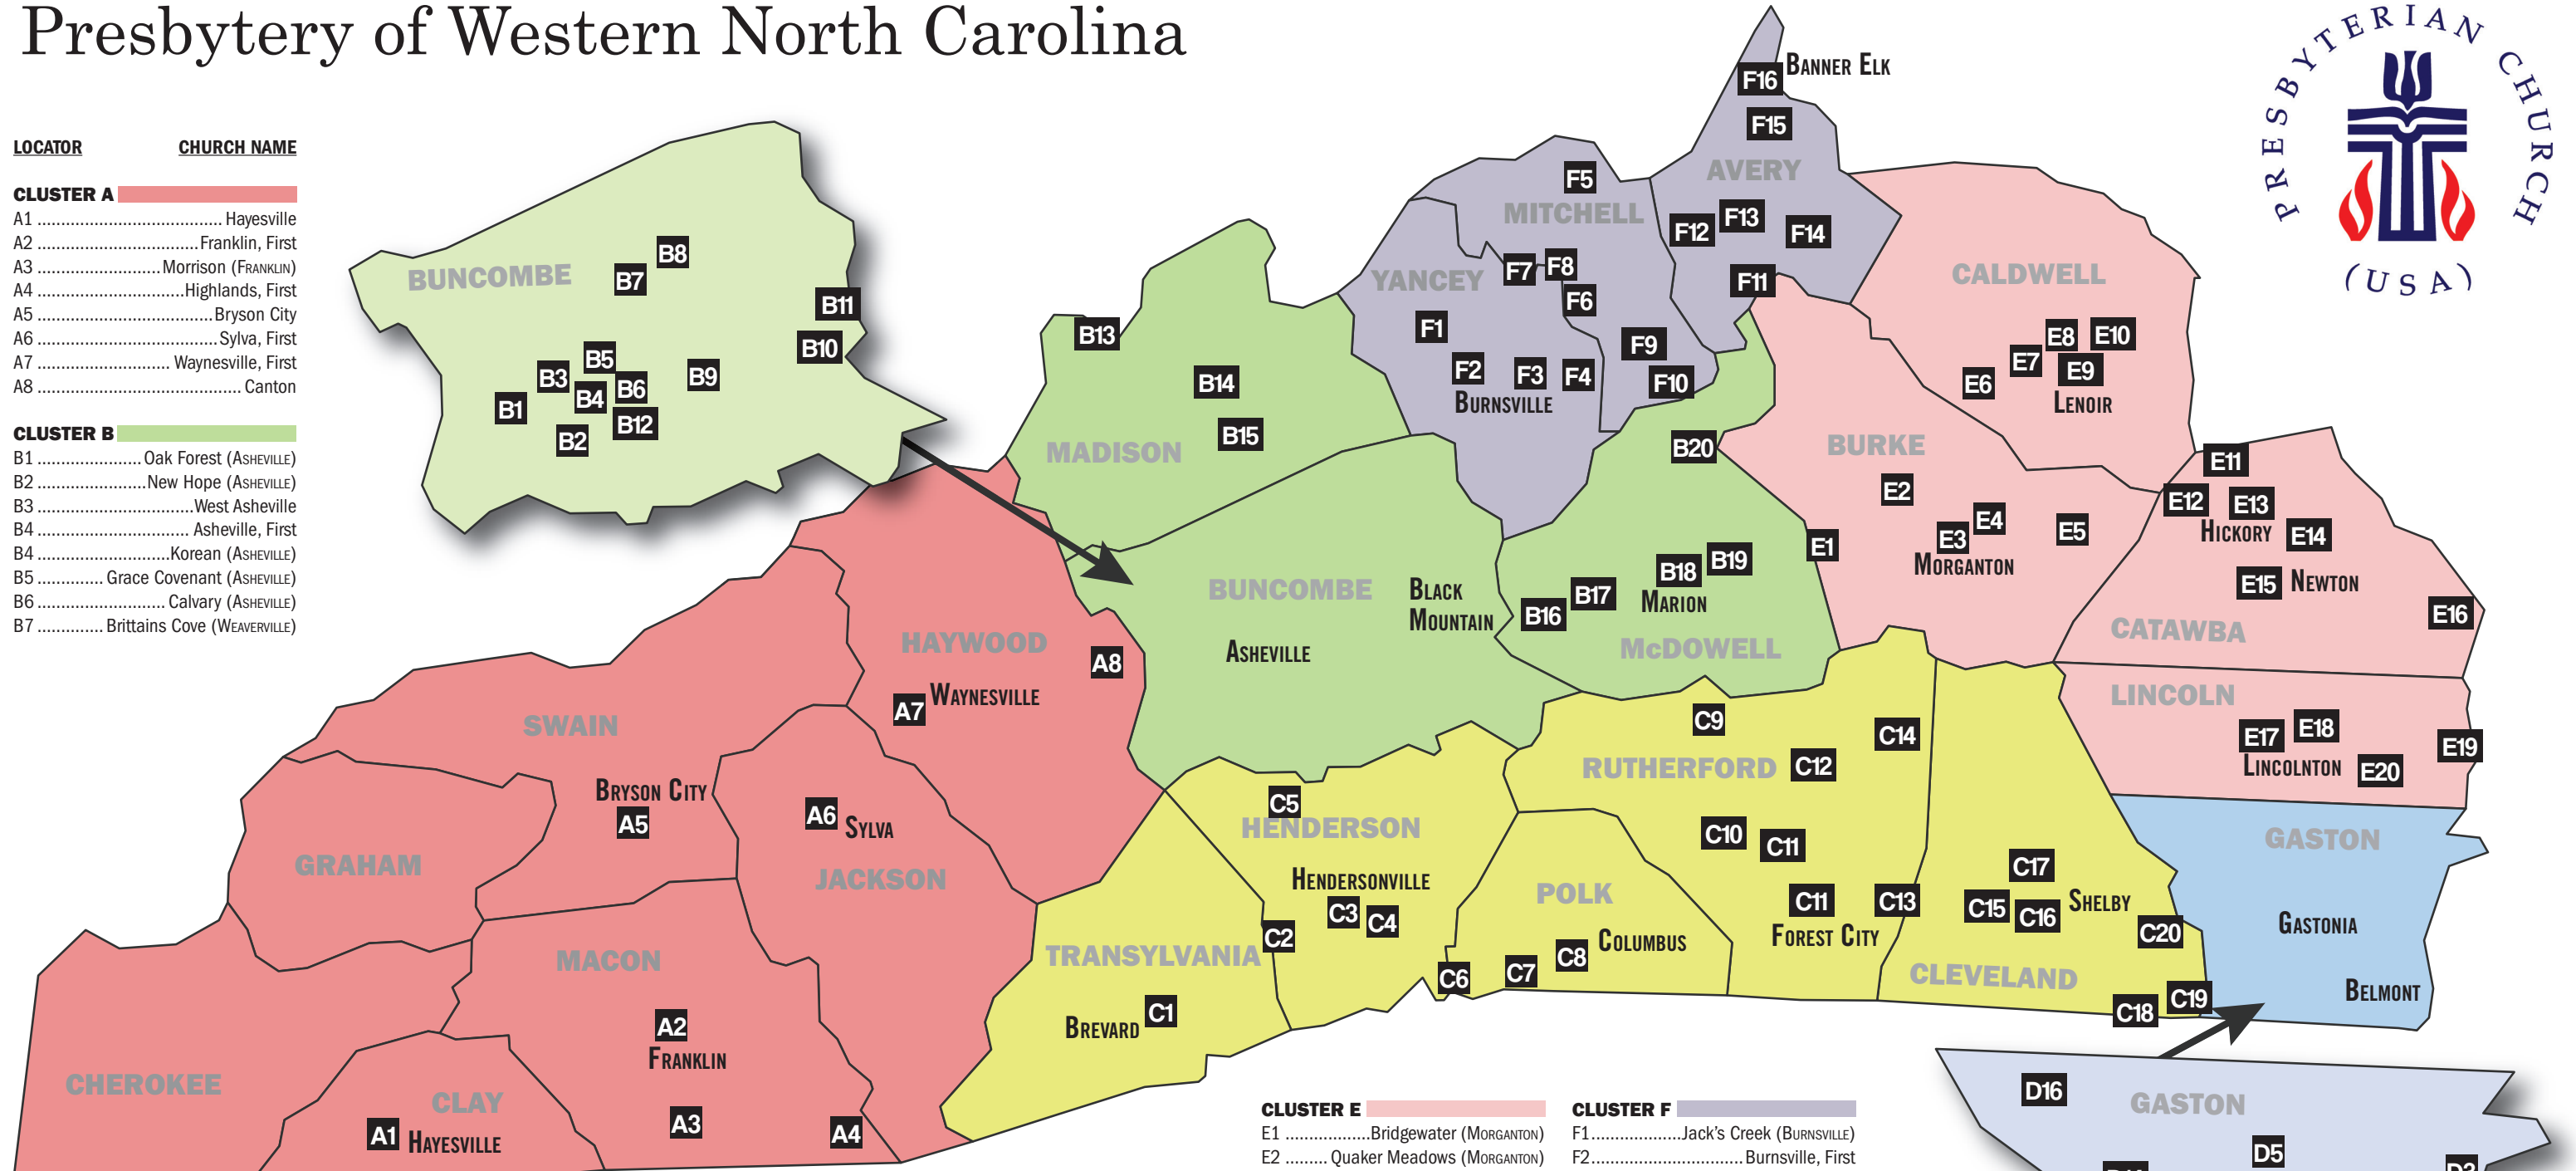 Presbytery of Western North Carolina
PRESBYTERIAN CHURCH
(USA)
LOCATOR CHURCH NAME
CLUSTER A
A1 Hayesville
A2 Franklin, First
A3 Morrison (FRANKLIN)
A4 Highlands, First
A5 Bryson City
A6 Sylva, First
A7 Waynesville, First
A8 Canton
CLUSTER B
B1 Oak Forest (ASHEVILLE)
B2 New Hope (ASHEVILLE)
B3 West Asheville
B4 Asheville, First
B4 Korean (ASHEVILLE)
B5 Grace Covenant (ASHEVILLE)
B6 Calvary (ASHEVILLE)
B7 Brittains Cove (WEAVERVILLE)
BUNCOMBE
B8
B7
B11
B10
B5
B3
B6
B9
B4
B1
B12
B2
F16 BANNER ELK
F15
AVERY
F13
F12
F14
F11
F5
MITCHELL
F7
F8
F6
F9
F10
YANCEY
F1
F2
F3
F4
BURNSVILLE
B13
B14
B15
MADISON
CALDWELL
E8
E10
E7
E9
E6
LENOIR
BURKE
E2
E4
E3
E5
MORGANTON
E1
E11
E12
E13
HICKORY
E14
E15 NEWTON
E16
CATAWBA
LINCOLN
E18
E17
E19
LINCOLNTON
E20
B20
B19
B18
B17
MARION
B16
McDOWELL
BUNCOMBE
BLACK
MOUNTAIN
ASHEVILLE
HAYWOOD
A8
A7 WAYNESVILLE
SWAIN
BRYSON CITY
A5
A6
SYLVA
JACKSON
GRAHAM
MACON
A2
FRANKLIN
A3
A4
CHEROKEE
CLAY
A1 HAYESVILLE
C5
HENDERSON
HENDERSONVILLE
C3
C4
C2
TRANSYLVANIA
C1
BREVARD
C6
POLK
COLUMBUS
C8
C7
C9
C14
RUTHERFORD
C12
C10
C11
C11
C13
FOREST CITY
C17
C15
C16
SHELBY
C20
CLEVELAND
C19
C18
GASTON
GASTONIA
BELMONT
CLUSTER E
E1 Bridgewater (MORGANTON)
E2 Quaker Meadows (MORGANTON)
CLUSTER F
F1 Jack's Creek (BURNSVILLE)
F2 Burnsville, First
D16
GASTON
D5